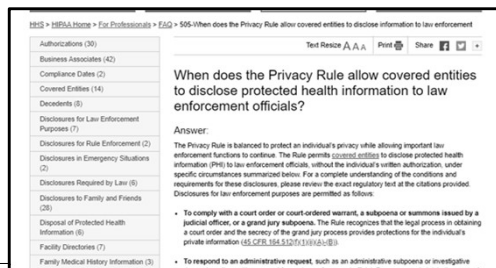 HHS > HIPAA Home > For Professionals > FAQ > 505-When does the Privacy Rule allow covered entities to disclose information to law enforcement
Text Resize A A A Print Share
Authorizations (30)
Business Associates (42)
Compliance Dates (2)
Covered Entities (14)
Decedents (8)
Disclosures for Law Enforcement
Purposes (7)
Disclosures for Rule Enforcement (2)
Disclosures in Emergency Situations
(2)
Disclosures Required by Law (6)
Disclosures to Family and Friends
(28)
Disposal of Protected Health
Information (6)
Facility Directories (7)
Family Medical History Information (3)
When does the Privacy Rule allow covered entities
to disclose protected health information to law
enforcement officials?
Answer:
The Privacy Rule is balanced to protect an individual's privacy while allowing important law
enforcement functions to continue. The Rule permits covered entities to disclose protected health
information (PHI) to law enforcement officials, without the individual's written authorization, under
specific circumstances summarized below. For a complete understanding of the conditions and
requirements for these disclosures, please review the exact regulatory text at the citations provided.
Disclosures for law enforcement purposes are permitted as follows:
• To comply with a court order or court-ordered warrant, a subpoena or summons issued by a
judicial officer, or a grand jury subpoena. The Rule recognizes that the legal process in obtaining
a court order and the secrecy of the grand jury process provides protections for the individual's
private information (45 CFR 164.512(f)(1)(ii)(A)-(B)).
• To respond to an administrative request, such as an administrative subpoena or investigative